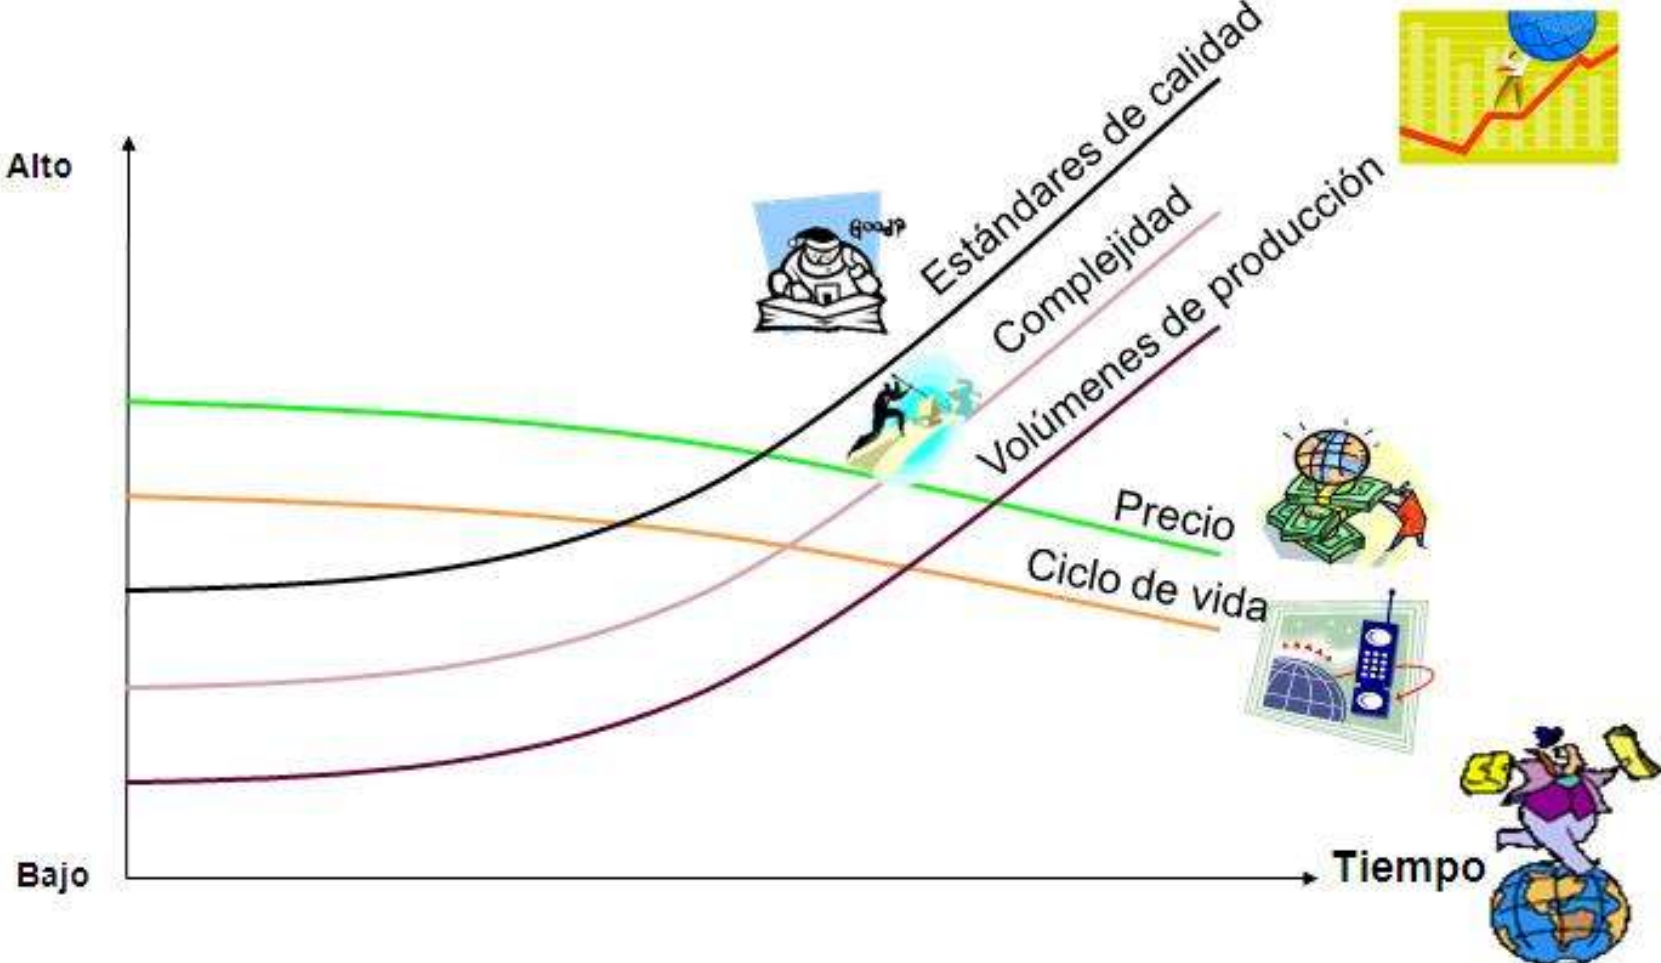 Alto
Estándares de calidad
Complejidad
Volúmenes de producción
Precio
Ciclo de vida
Bajo
Tiempo